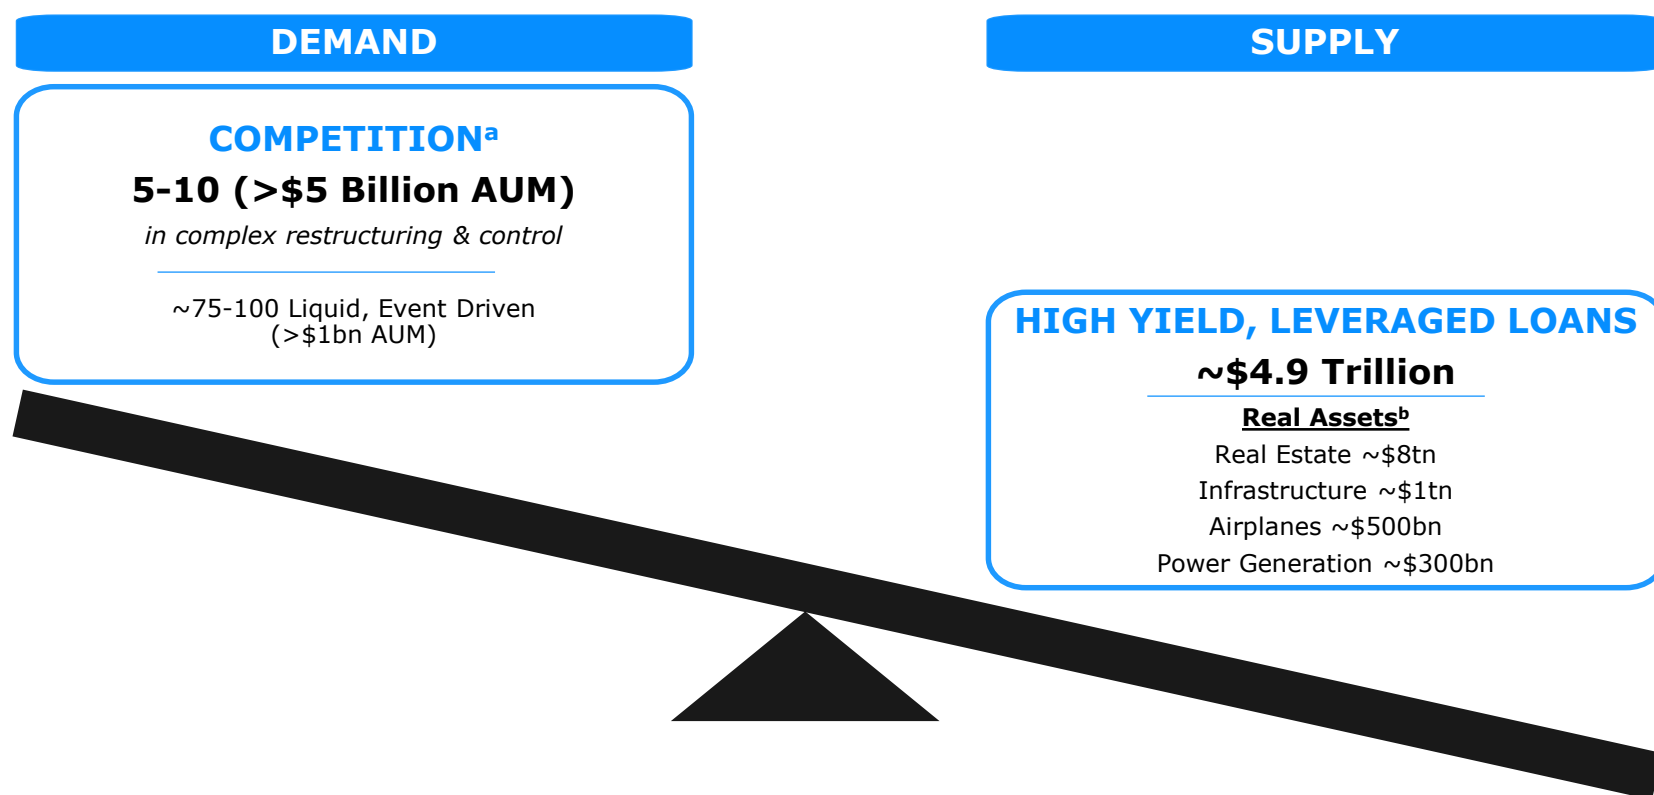 DEMAND
COMPETITIONᵃ
5-10 (>$5 Billion AUM)
in complex restructuring & control
~75-100 Liquid, Event Driven
(>$1bn AUM)
SUPPLY
HIGH YIELD, LEVERAGED LOANS
~$4.9 Trillion
Real Assetsᵇ
Real Estate ~$8tn
Infrastructure ~$1tn
Airplanes ~$500bn
Power Generation ~$300bn